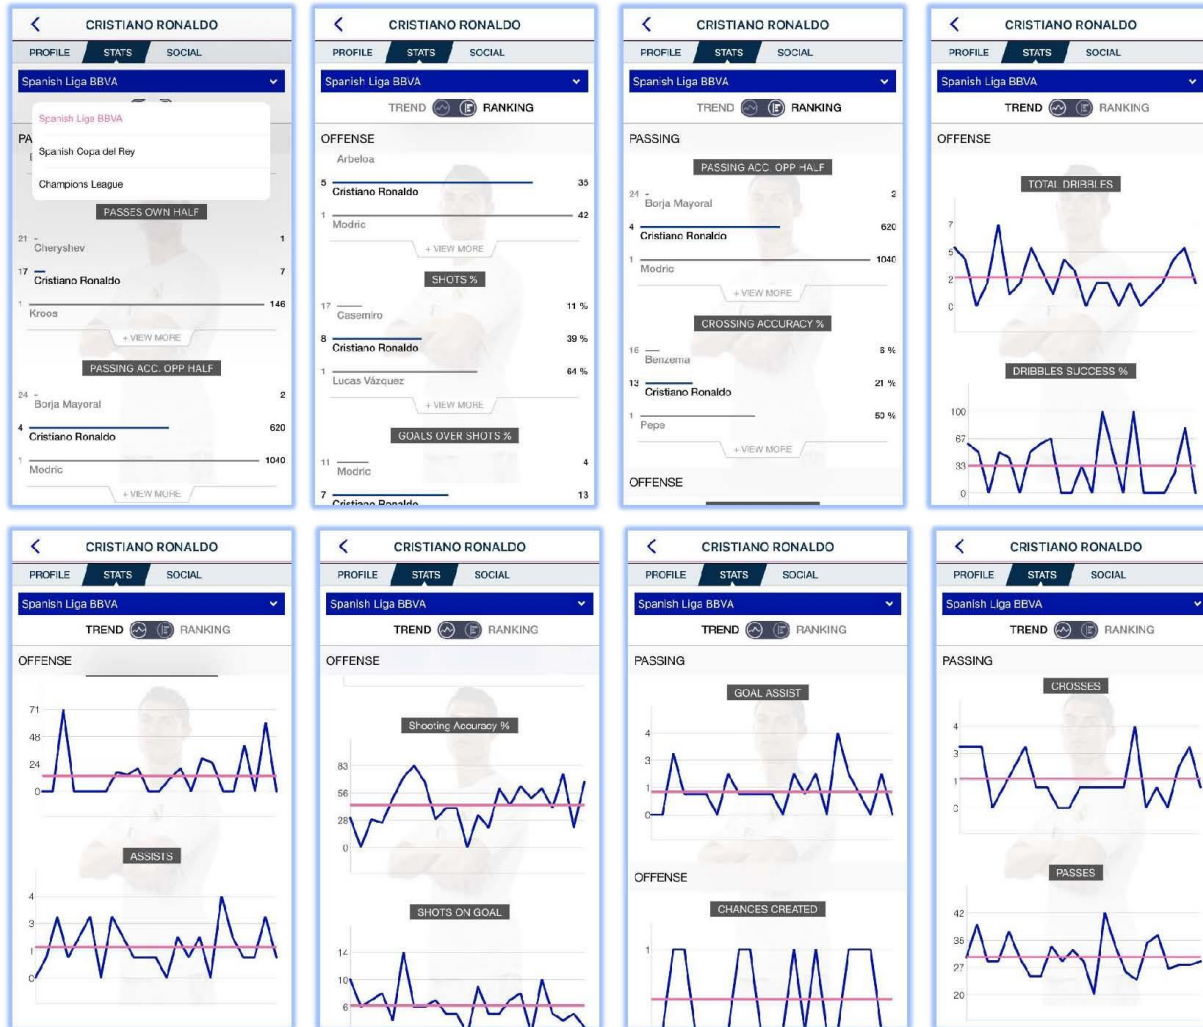 CRISTIANO RONALDO
PROFILE STATS SOCIAL
Spanish Liga BBVA
Spanish Liga BBVA
PA
Spanish Copa del Rey
Champions League
PASSES OWN HALF
21 Cheryshev 1
17 Cristiano Ronaldo 7
1 Kroos 146
+ VIEW MORE
PASSING ACC. OPP HALF
24 Borja Mayoral 2
4 Cristiano Ronaldo 620
1 Modric 1040
+ VIEW MORE
CRISTIANO RONALDO
PROFILE STATS SOCIAL
Spanish Liga BBVA
TREND RANKING
OFFENSE
Arbeloa
5 Cristiano Ronaldo 35
1 Modric 42
+ VIEW MORE
SHOTS %
17 Casemiro 11 %
8 Cristiano Ronaldo 39 %
1 Lucas Vázquez 64 %
+ VIEW MORE
GOALS OVER SHOTS %
11 Modric 4
7 Cristiano Ronaldo 13
CRISTIANO RONALDO
PROFILE STATS SOCIAL
Spanish Liga BBVA
TREND RANKING
PASSING
PASSING ACC. OPP HALF
24 Borja Mayoral 2
4 Cristiano Ronaldo 620
1 Modric 1040
+ VIEW MORE
CROSSING ACCURACY %
16 Benzema 6 %
13 Cristiano Ronaldo 21 %
1 Pepe 50 %
+ VIEW MORE
OFFENSE
CRISTIANO RONALDO
PROFILE STATS SOCIAL
Spanish Liga BBVA
TREND RANKING
OFFENSE
TOTAL DRIBBLES
7
5
2
0
DRIBBLES SUCCESS %
100
67
33
0
CRISTIANO RONALDO
PROFILE STATS SOCIAL
Spanish Liga BBVA
TREND RANKING
OFFENSE
71
48
24
0
ASSISTS
4
3
1
0
CRISTIANO RONALDO
PROFILE STATS SOCIAL
Spanish Liga BBVA
TREND RANKING
OFFENSE
Shooting Accuracy %
83
56
28
0
SHOTS ON GOAL
14
10
6
CRISTIANO RONALDO
PROFILE STATS SOCIAL
Spanish Liga BBVA
TREND RANKING
PASSING
GOAL ASSIST
4
3
1
0
OFFENSE
CHANCES CREATED
1
CRISTIANO RONALDO
PROFILE STATS SOCIAL
Spanish Liga BBVA
TREND RANKING
PASSING
CROSSES
4
3
1
0
PASSES
42
36
27
20